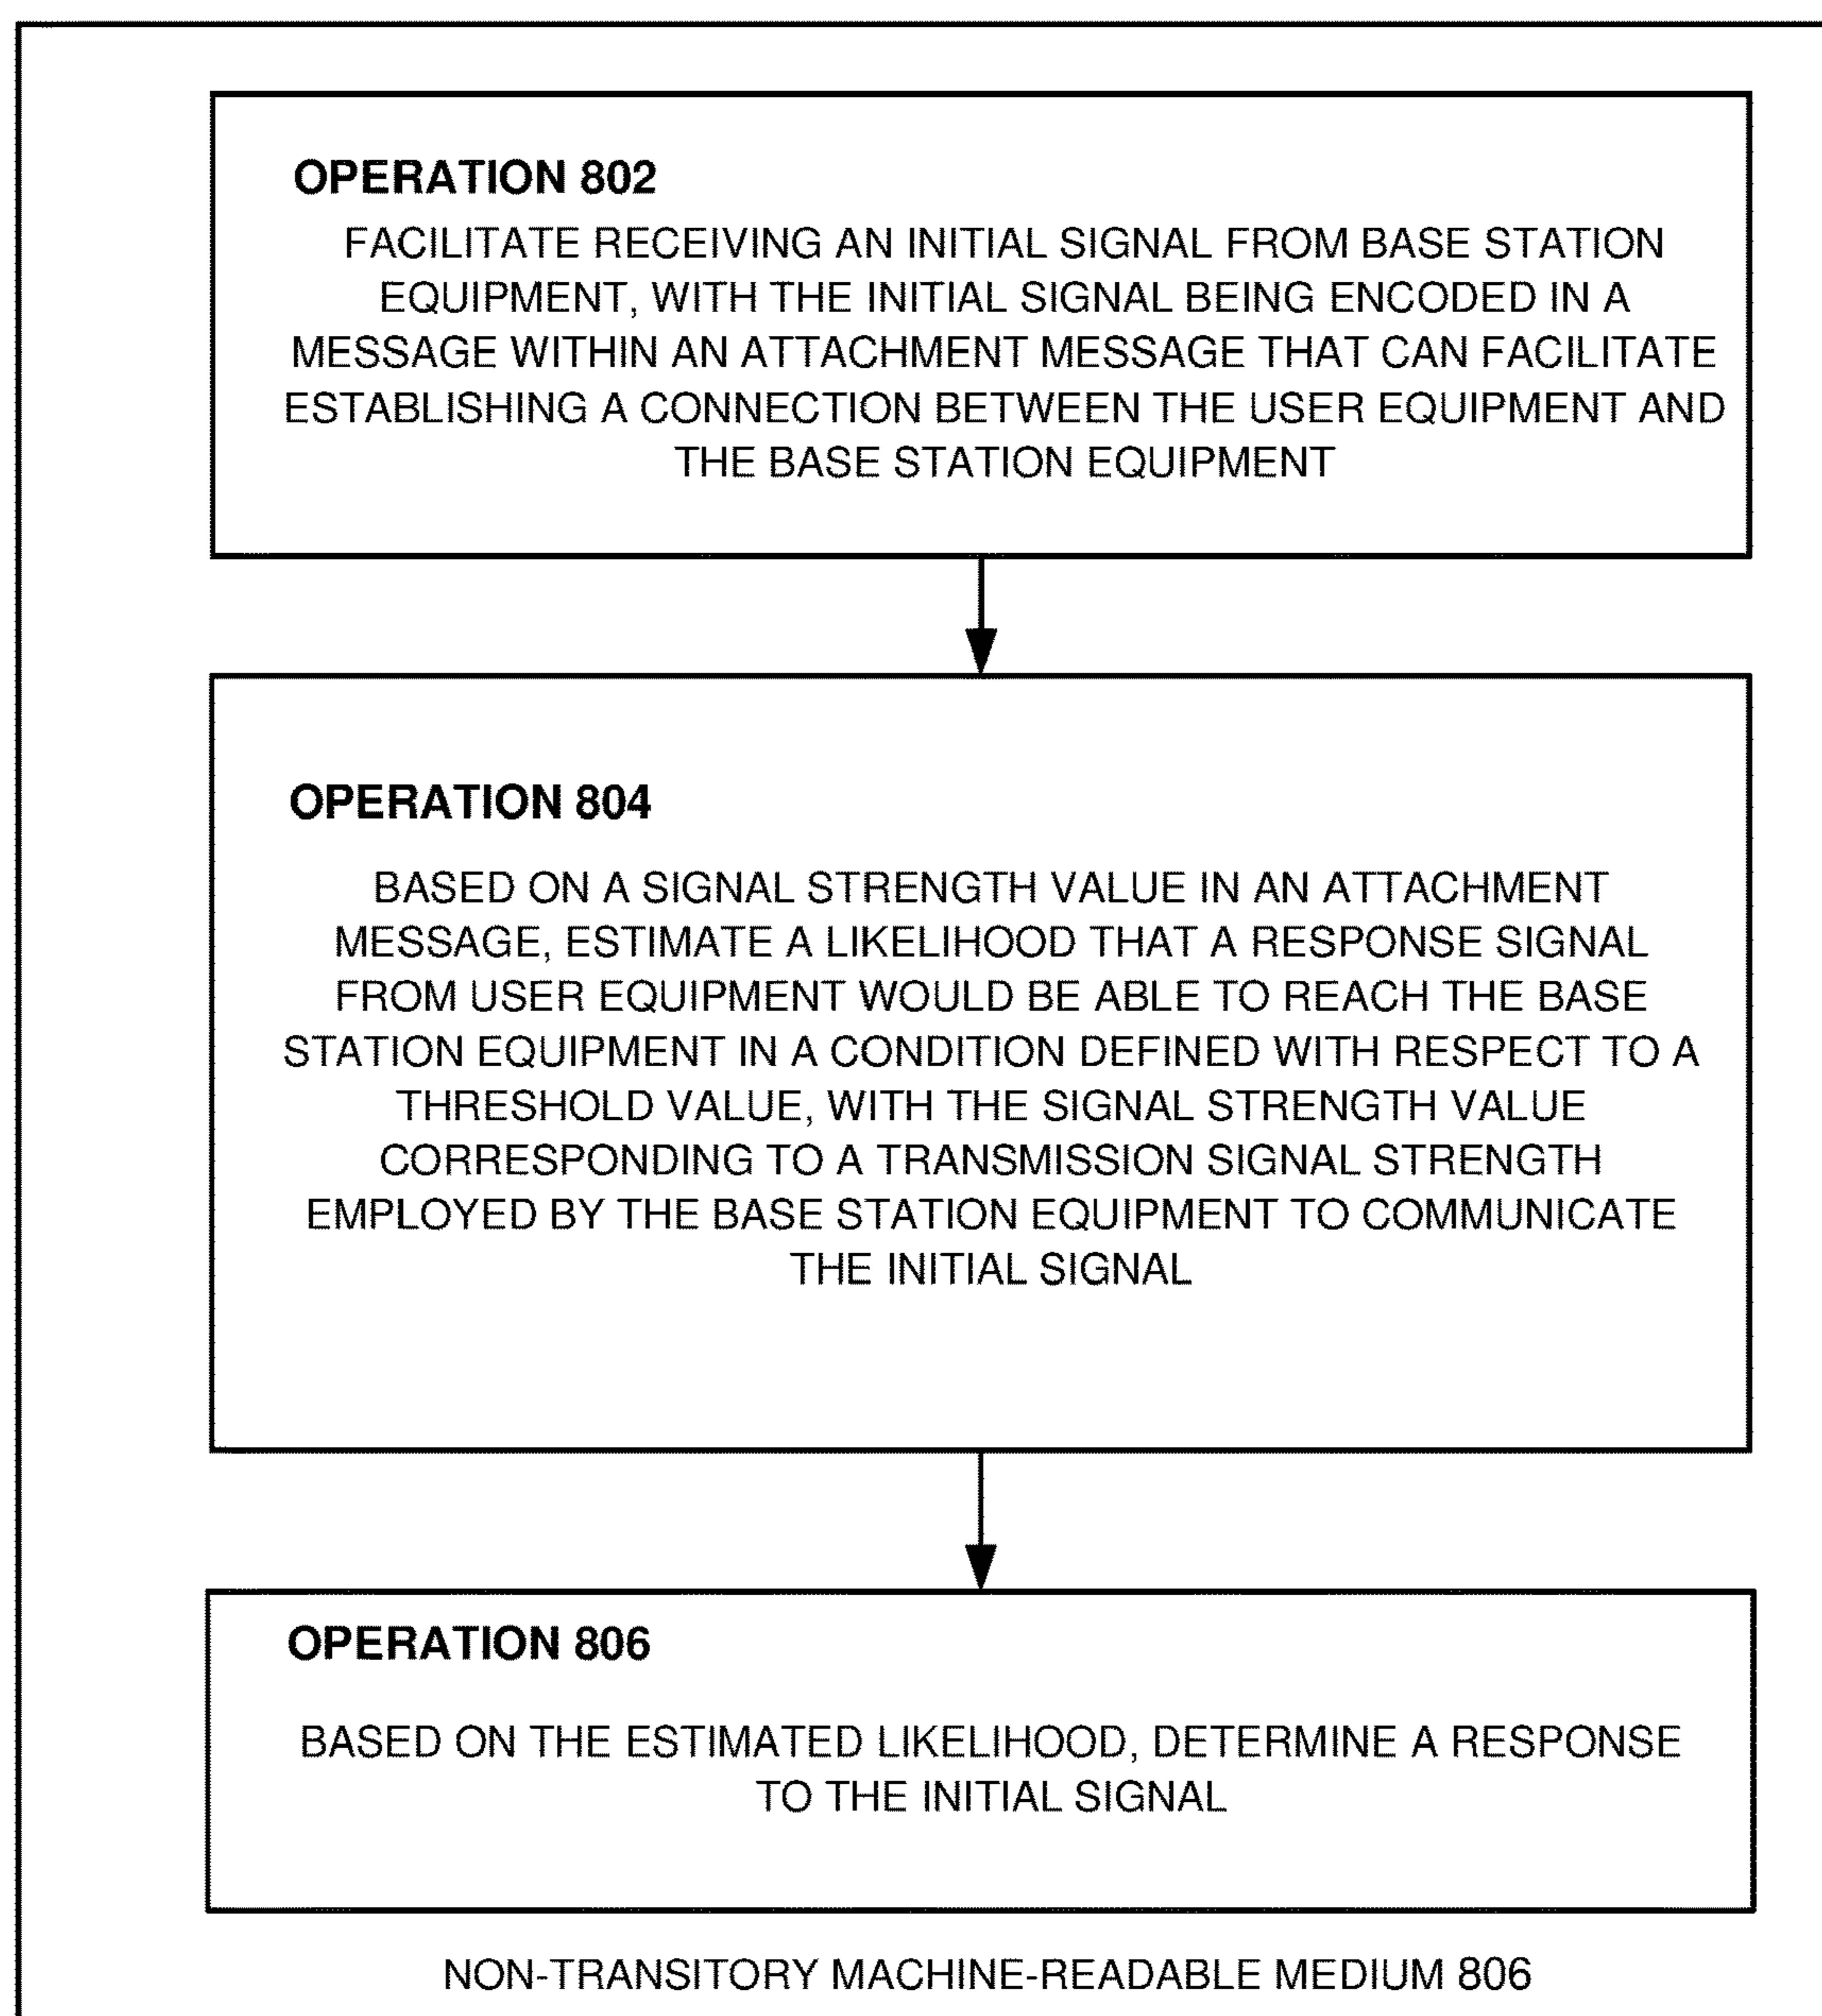 OPERATION 802
FACILITATE RECEIVING AN INITIAL SIGNAL FROM BASE STATION
EQUIPMENT, WITH THE INITIAL SIGNAL BEING ENCODED IN A
MESSAGE WITHIN AN ATTACHMENT MESSAGE THAT CAN FACILITATE
ESTABLISHING A CONNECTION BETWEEN THE USER EQUIPMENT AND
THE BASE STATION EQUIPMENT
OPERATION 804
BASED ON A SIGNAL STRENGTH VALUE IN AN ATTACHMENT
MESSAGE, ESTIMATE A LIKELIHOOD THAT A RESPONSE SIGNAL
FROM USER EQUIPMENT WOULD BE ABLE TO REACH THE BASE
STATION EQUIPMENT IN A CONDITION DEFINED WITH RESPECT TO A
THRESHOLD VALUE, WITH THE SIGNAL STRENGTH VALUE
CORRESPONDING TO A TRANSMISSION SIGNAL STRENGTH
EMPLOYED BY THE BASE STATION EQUIPMENT TO COMMUNICATE
THE INITIAL SIGNAL
OPERATION 806
BASED ON THE ESTIMATED LIKELIHOOD, DETERMINE A RESPONSE
TO THE INITIAL SIGNAL
NON-TRANSITORY MACHINE-READABLE MEDIUM 806